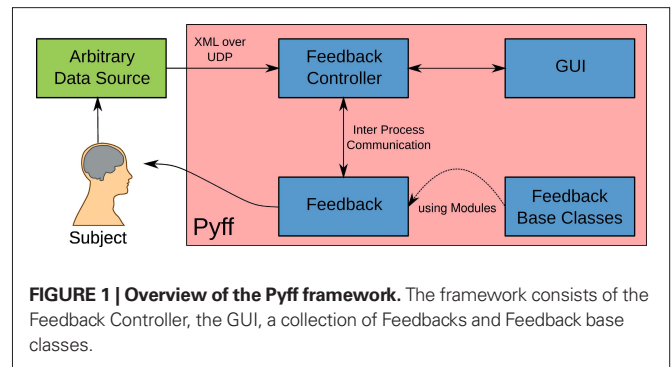 Arbitrary
Data Source
XML over
UDP
Feedback
Controller
GUI
Inter Process
Communication
Subject
Feedback
using Modules
Feedback
Base Classes
Pyff
FIGURE 1 | Overview of the Pyff framework. The framework consists of the
Feedback Controller, the GUI, a collection of Feedbacks and Feedback base
classes.